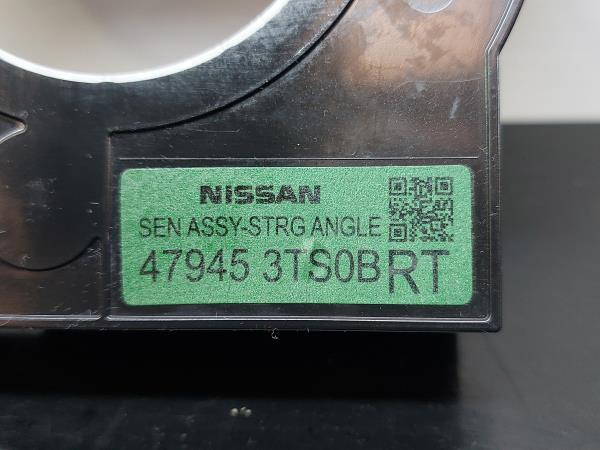 NISSAN
SEN ASSY-STRG ANGLE
47945 3TS0BRT